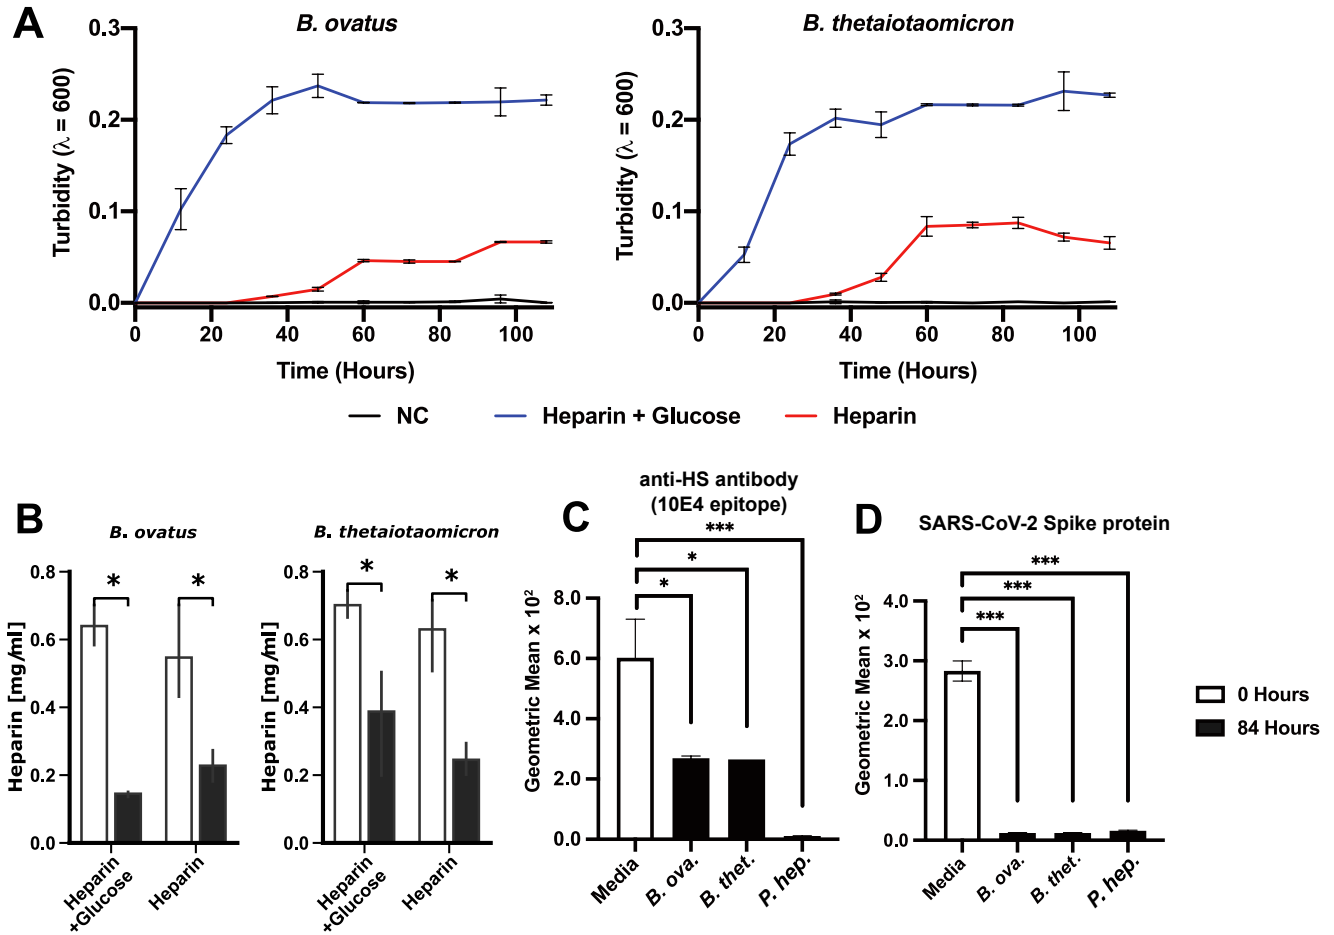 A
B. ovatus
B. thetaiotaomicron
0.3
0.2
0.1
0.0
Turbidity (λ = 600)
0 20 40 60 80 100
Time (Hours)
0.3
0.2
0.1
0.0
Turbidity (λ = 600)
0 20 40 60 80 100
Time (Hours)
NC Heparin + Glucose Heparin
B
B. ovatus
*
*
0.8
0.6
0.4
0.2
0.0
Heparin [mg/ml]
Heparin
+Glucose
Heparin
B. thetaiotaomicron
*
*
0.8
0.6
0.4
0.2
0.0
Heparin [mg/ml]
Heparin
+Glucose
Heparin
C
anti-HS antibody
(10E4 epitope)
***
*
*
8.0
6.0
4.0
2.0
0.0
Geometric Mean x 10²
Media
B. ova.
B. thet.
P. hep.
D
SARS-CoV-2 Spike protein
***
***
***
4.0
3.0
2.0
1.0
0.0
Geometric Mean x 10²
Media
B. ova.
B. thet.
P. hep.
0 Hours
84 Hours